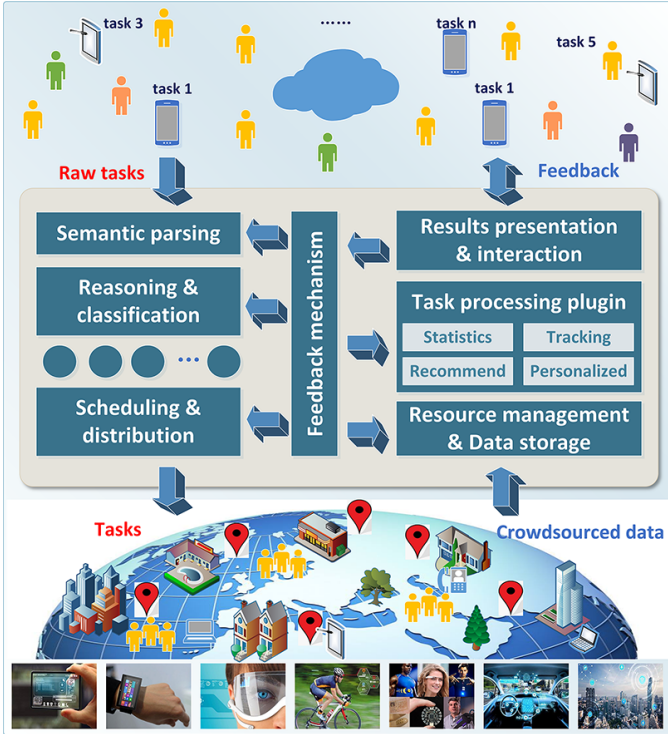 task 3
......
task n
task 5
task 1
task 1
Raw tasks
Feedback
Semantic parsing
Reasoning &
classification
...
Scheduling &
distribution
Feedback mechanism
Results presentation
& interaction
Task processing plugin
Statistics
Tracking
Recommend
Personalized
Resource management
& Data storage
Tasks
Crowdsourced data